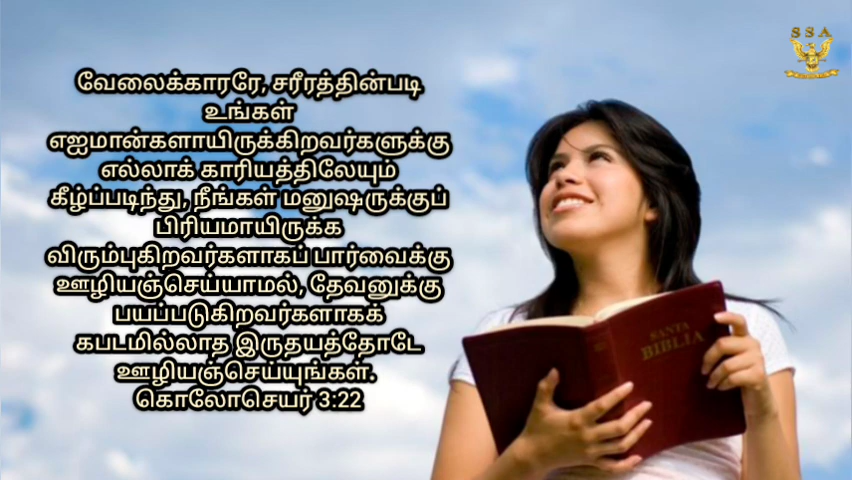 S S A
வேலைக்காரரே, சரீரத்தின்படி
உங்கள்
எஜமான்களாயிருக்கிறவர்களுக்கு
எல்லாக் காரியத்திலேயும்
கீழ்ப்படிந்து, நீங்கள் மனுஷருக்குப்
பிரியமாயிருக்க
விரும்புகிறவர்களாகப் பார்வைக்கு
ஊழியஞ்செய்யாமல், தேவனுக்கு
பயப்படுகிறவர்களாகக்
கபடமில்லாத இருதயத்தோடே
ஊழியஞ்செய்யுங்கள்.
கொலோசெயர் 3:22
SANTA
BIBLIA